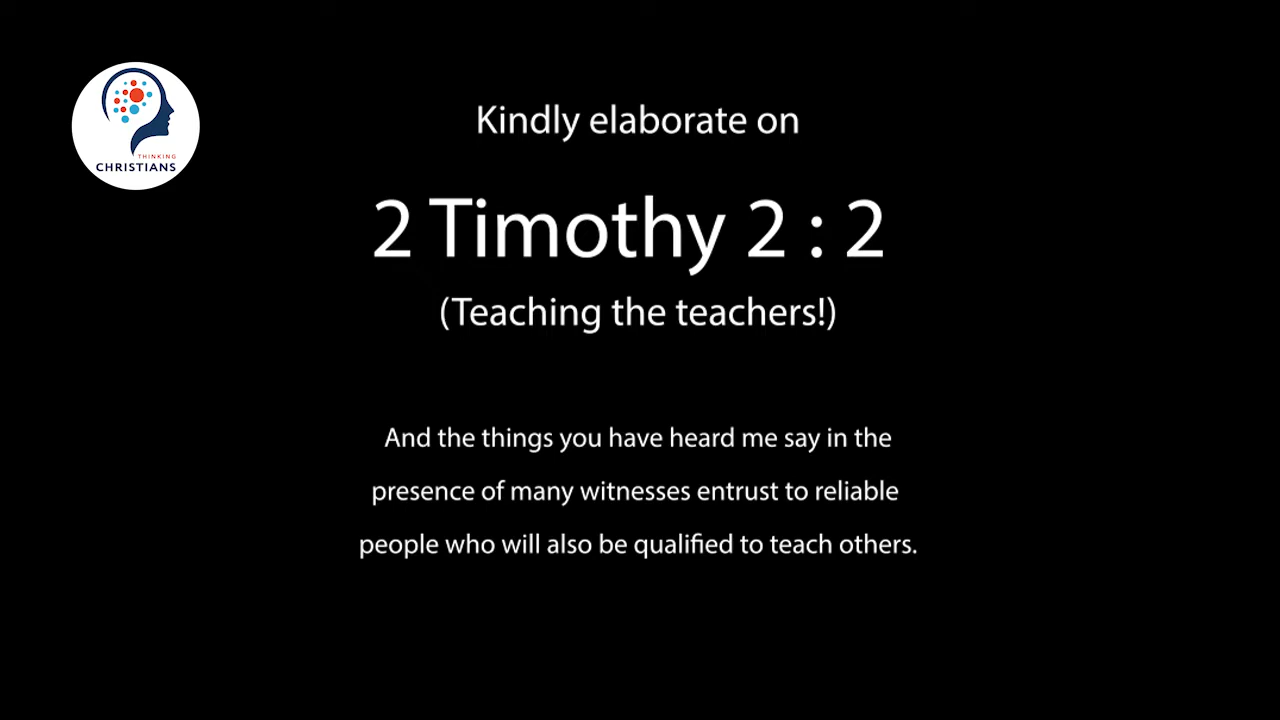 THINKING
CHRISTIANS
Kindly elaborate on
2 Timothy 2 : 2
(Teaching the teachers!)
And the things you have heard me say in the
presence of many witnesses entrust to reliable
people who will also be qualified to teach others.